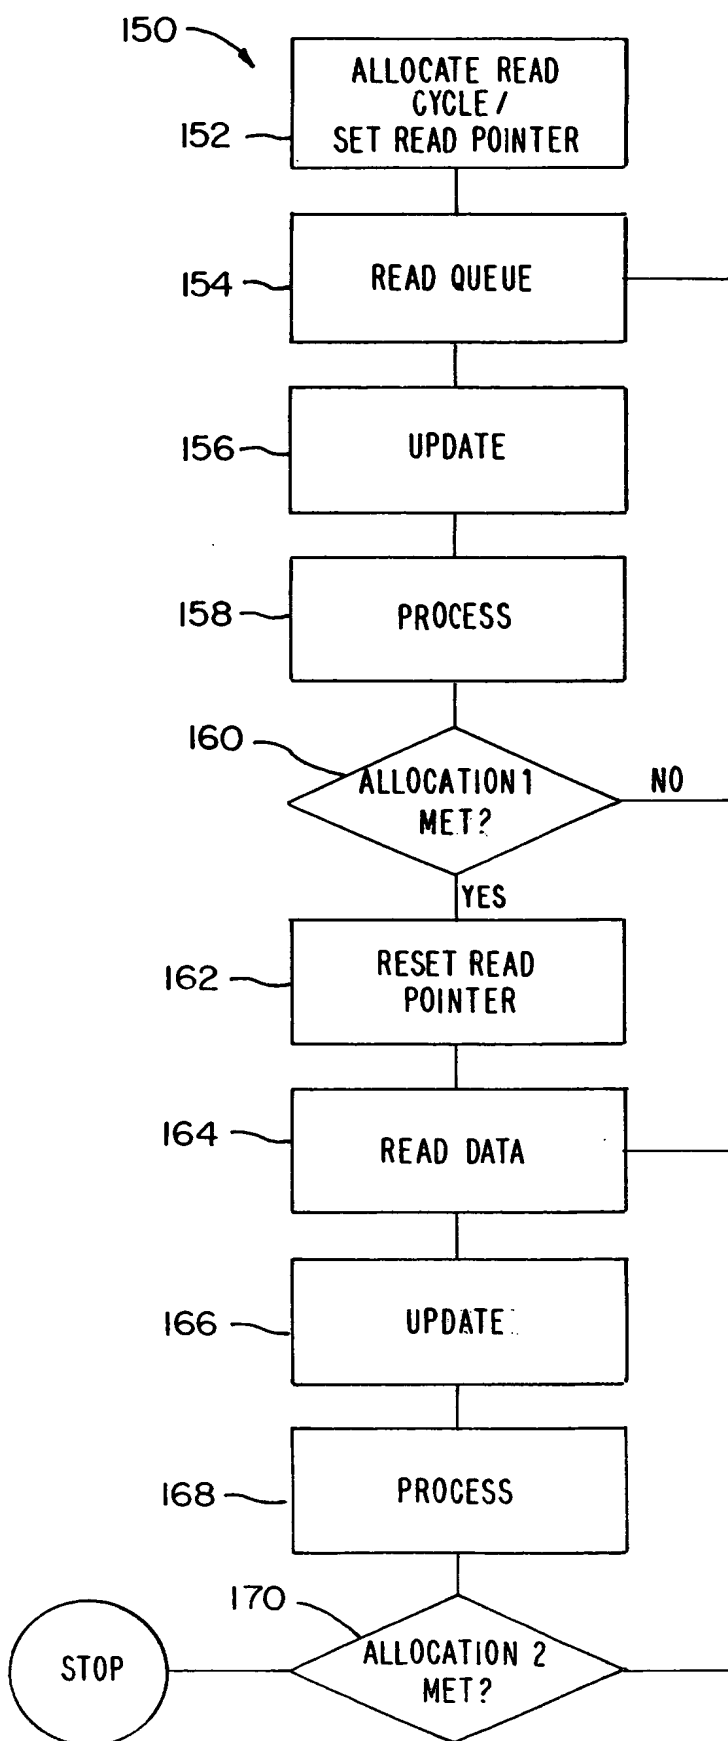 150
ALLOCATE READ
CYCLE /
SET READ POINTER
152
READ QUEUE
154
UPDATE
156
PROCESS
158
160
ALLOCATION 1
MET?
NO
YES
RESET READ
POINTER
162
READ DATA
164
UPDATE
166
PROCESS
168
170
ALLOCATION 2
MET?
STOP